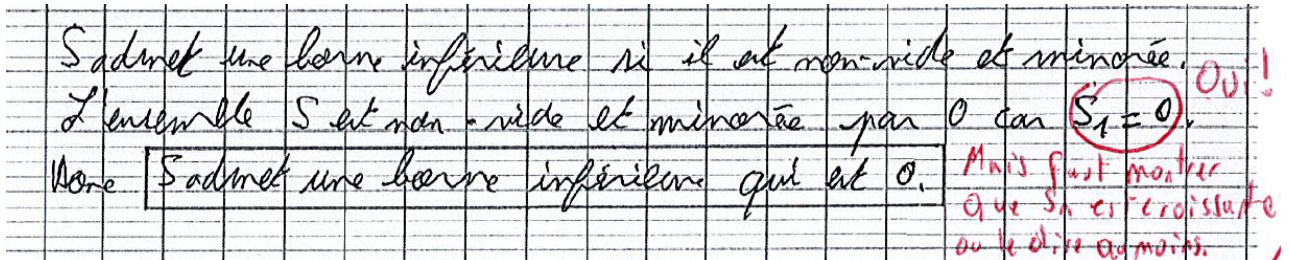 S admet une borne inférieure si il est non-vide et minorée.
Oui!
L'ensemble S est non-vide et minorée par 0 car S₁ = 0.
Donc S admet une borne inférieure qui est 0.
Mais faut montrer
que Sn est croissante
ou le dire au moins.